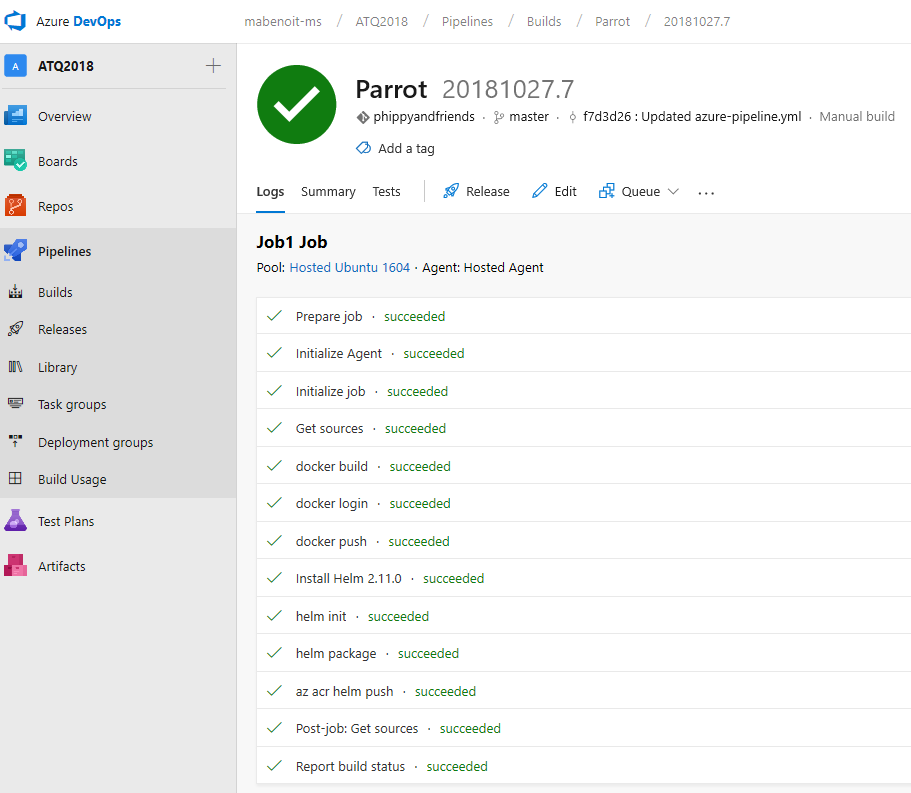 Azure DevOps
mabenoit-ms / ATQ2018 / Pipelines / Builds / Parrot / 20181027.7
A ATQ2018
Overview
Boards
Repos
Pipelines
Builds
Releases
Library
Task groups
Deployment groups
Build Usage
Test Plans
Artifacts
Parrot 20181027.7
phippyandfriends · master · f7d3d26 : Updated azure-pipeline.yml · Manual build
Add a tag
Logs Summary Tests Release Edit Queue ...
Job1 Job
Pool: Hosted Ubuntu 1604 · Agent: Hosted Agent
Prepare job · succeeded
Initialize Agent · succeeded
Initialize job · succeeded
Get sources · succeeded
docker build · succeeded
docker login · succeeded
docker push · succeeded
Install Helm 2.11.0 · succeeded
helm init · succeeded
helm package · succeeded
az acr helm push · succeeded
Post-job: Get sources · succeeded
Report build status · succeeded